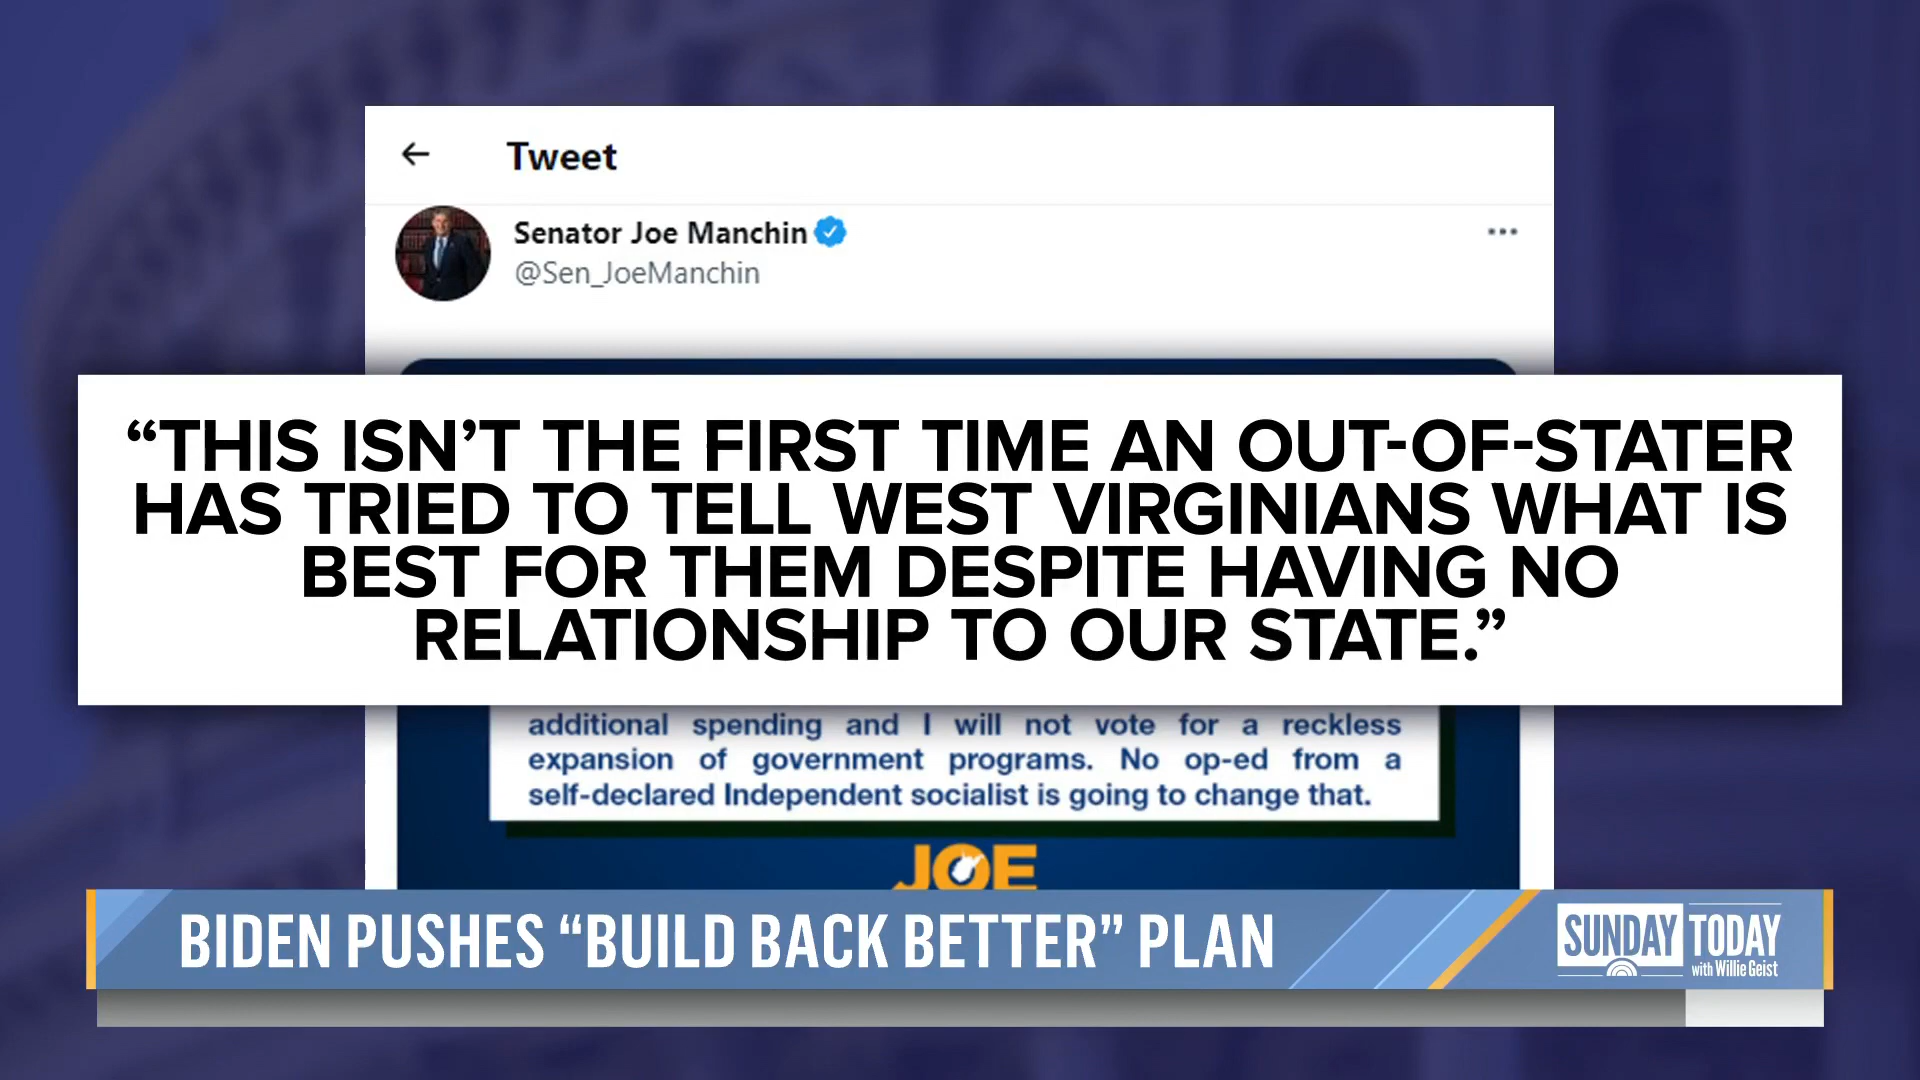 Tweet
Senator Joe Manchin
@Sen_JoeManchin
“THIS ISN’T THE FIRST TIME AN OUT-OF-STATER
HAS TRIED TO TELL WEST VIRGINIANS WHAT IS
BEST FOR THEM DESPITE HAVING NO
RELATIONSHIP TO OUR STATE.”
additional spending and I will not vote for a reckless
expansion of government programs. No op-ed from a
self-declared Independent socialist is going to change that.
JOE
BIDEN PUSHES “BUILD BACK BETTER” PLAN
SUNDAY TODAY
with Willie Geist